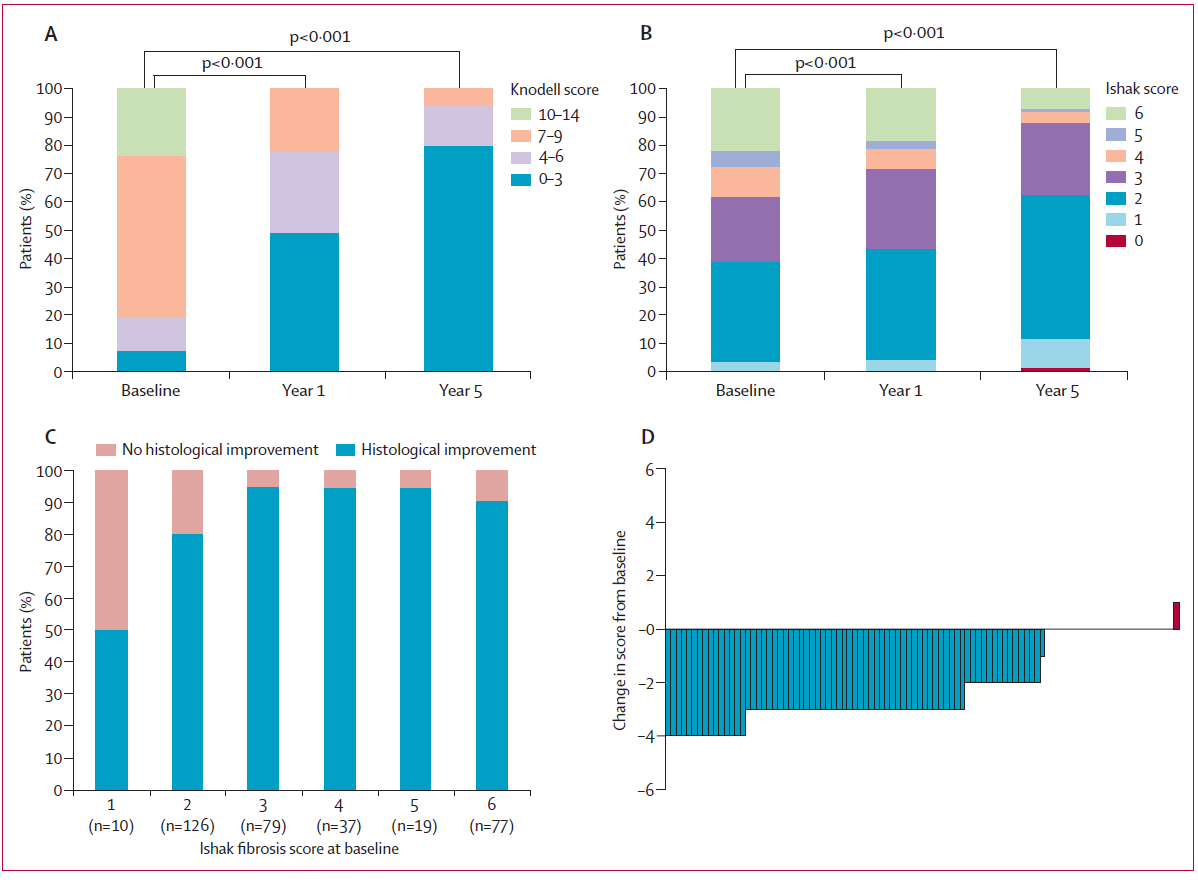 A
p<0·001
p<0·001
Patients (%)
100
90
80
70
60
50
40
30
20
10
0
Baseline
Year 1
Year 5
Knodell score
10–14
7–9
4–6
0–3
B
p<0·001
p<0·001
Patients (%)
100
90
80
70
60
50
40
30
20
10
0
Baseline
Year 1
Year 5
Ishak score
6
5
4
3
2
1
0
C
No histological improvement
Histological improvement
Patients (%)
100
90
80
70
60
50
40
30
20
10
0
1 2 3 4 5 6
(n=10) (n=126) (n=79) (n=37) (n=19) (n=77)
Ishak fibrosis score at baseline
D
Change in score from baseline
6
4
2
–0
–2
–4
–6